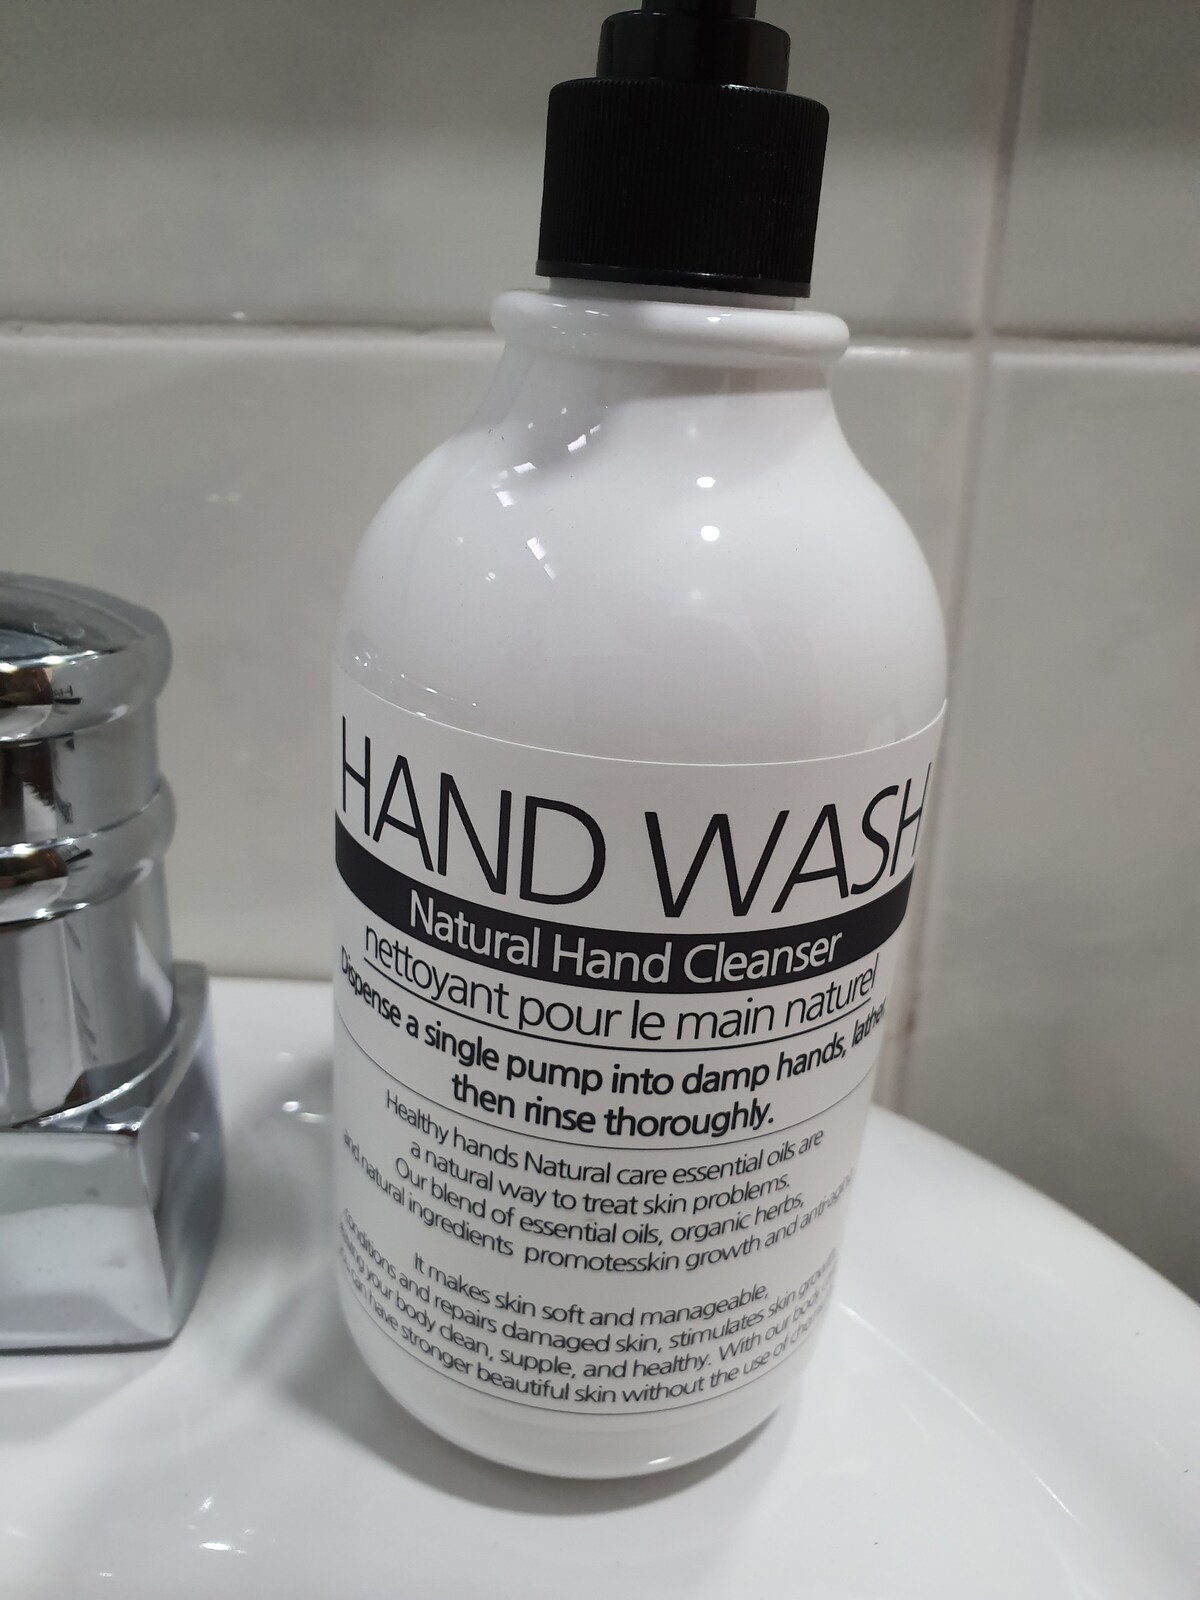 HAND WASH
Natural Hand Cleanser
nettoyant pour le main naturel
Dispense a single pump into damp hands, lather
then rinse thoroughly.
Healthy hands Natural care essential oils are
a natural way to treat skin problems.
Our blend of essential oils, organic herbs,
and natural ingredients promotesskin growth and
It makes skin soft and manageable,
conditions and repairs damaged skin, stimulates skin
your body clean, supple, and healthy. With our body
can have stronger beautiful skin without the use of